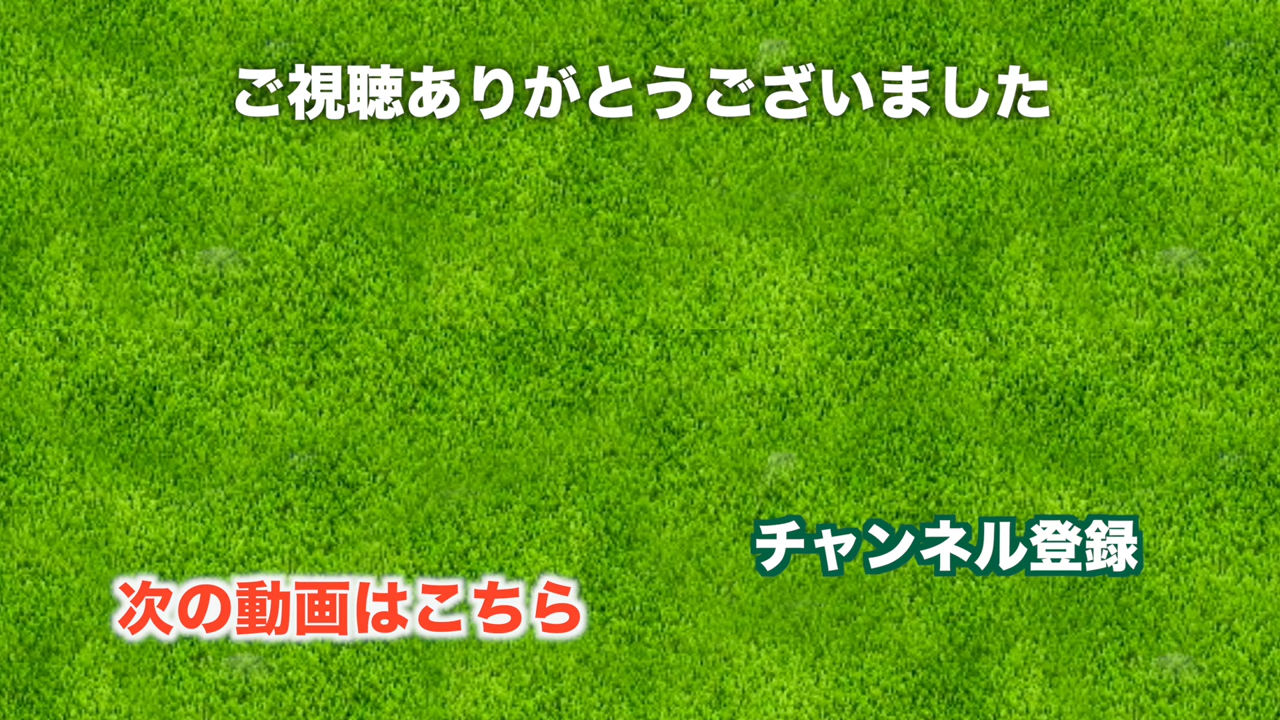 ご視聴ありがとうございました
チャンネル登録
次の動画はこちら